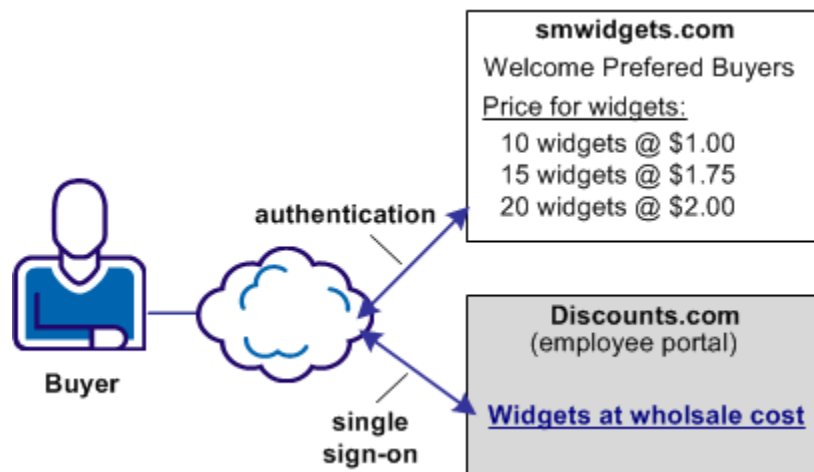 smwidgets.com
Welcome Prefered Buyers
Price for widgets:
10 widgets @ $1.00
15 widgets @ $1.75
20 widgets @ $2.00
authentication
Buyer
single
sign-on
Discounts.com
(employee portal)
Widgets at wholsale cost